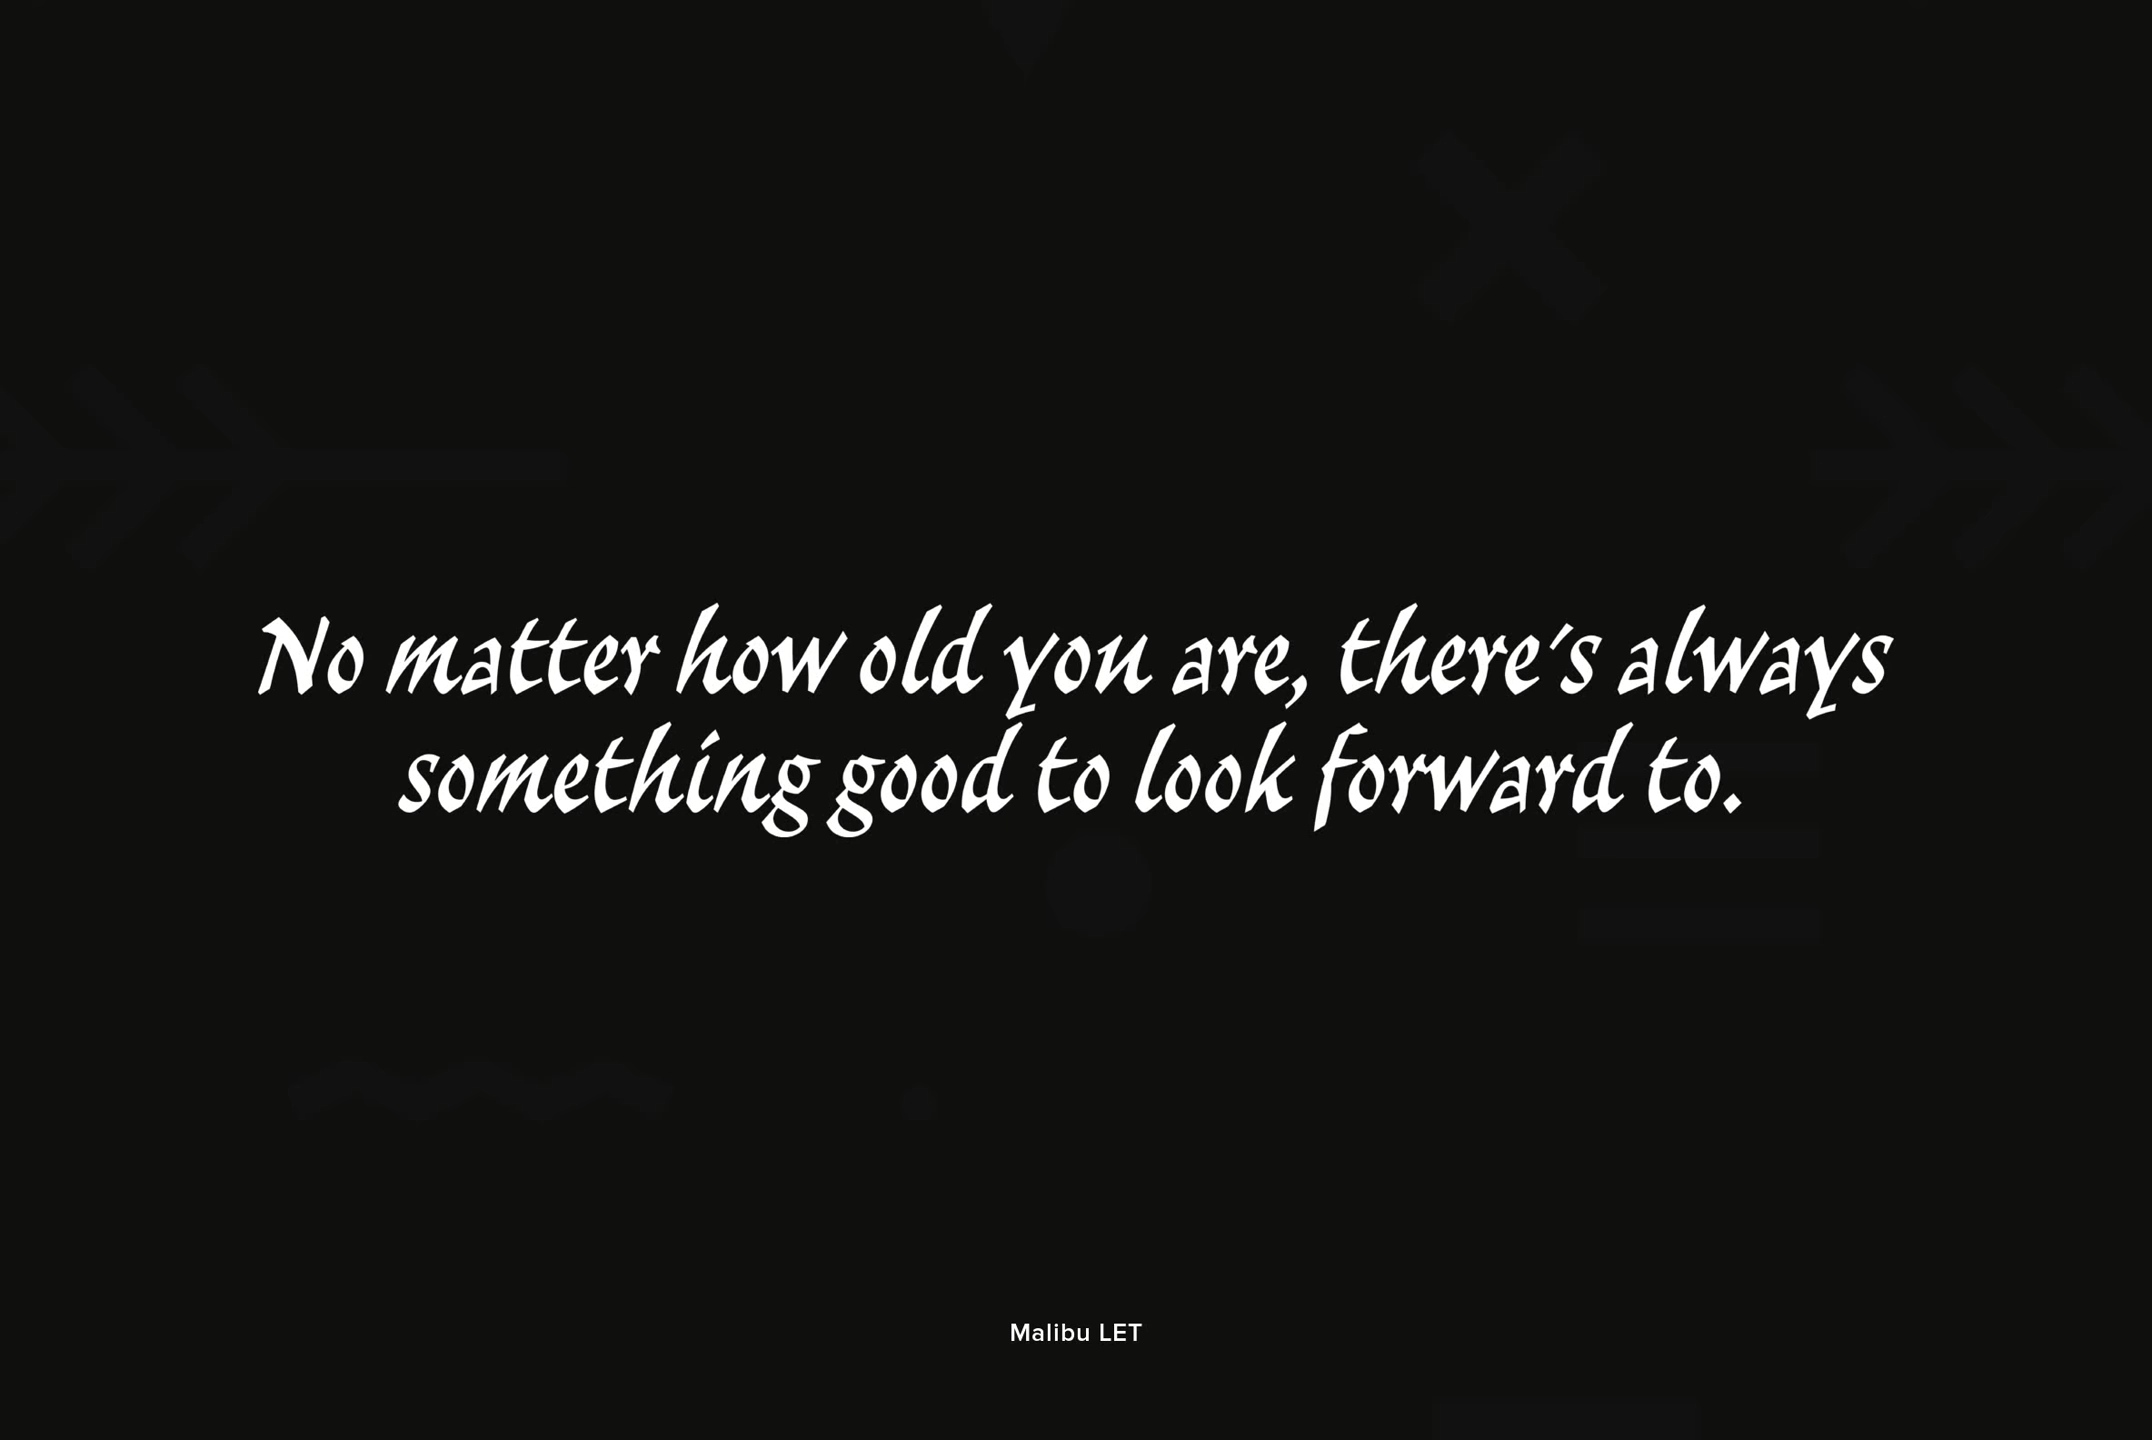 No matter how old you are, there's always
something good to look forward to.
Malibu LET